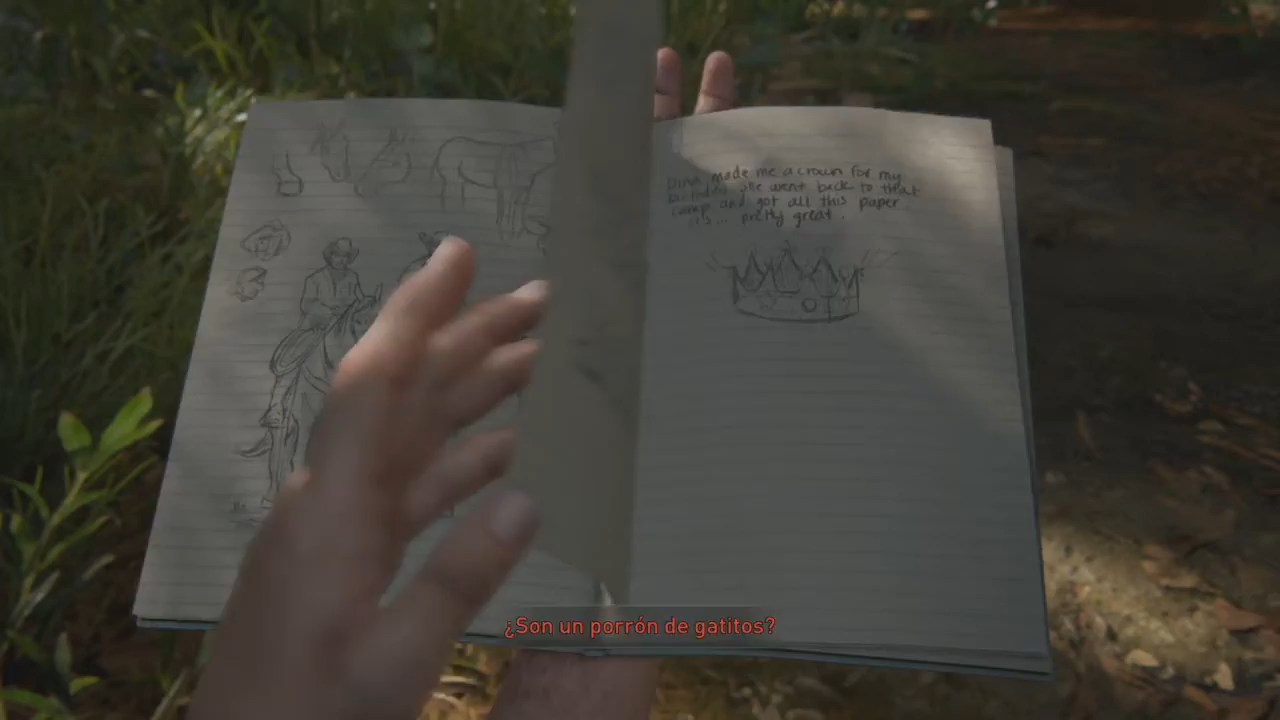 Dina made me a crown for my
birthday she went back to that
camp and got all this paper
it's... pretty great.
¿Son un porrón de gatitos?